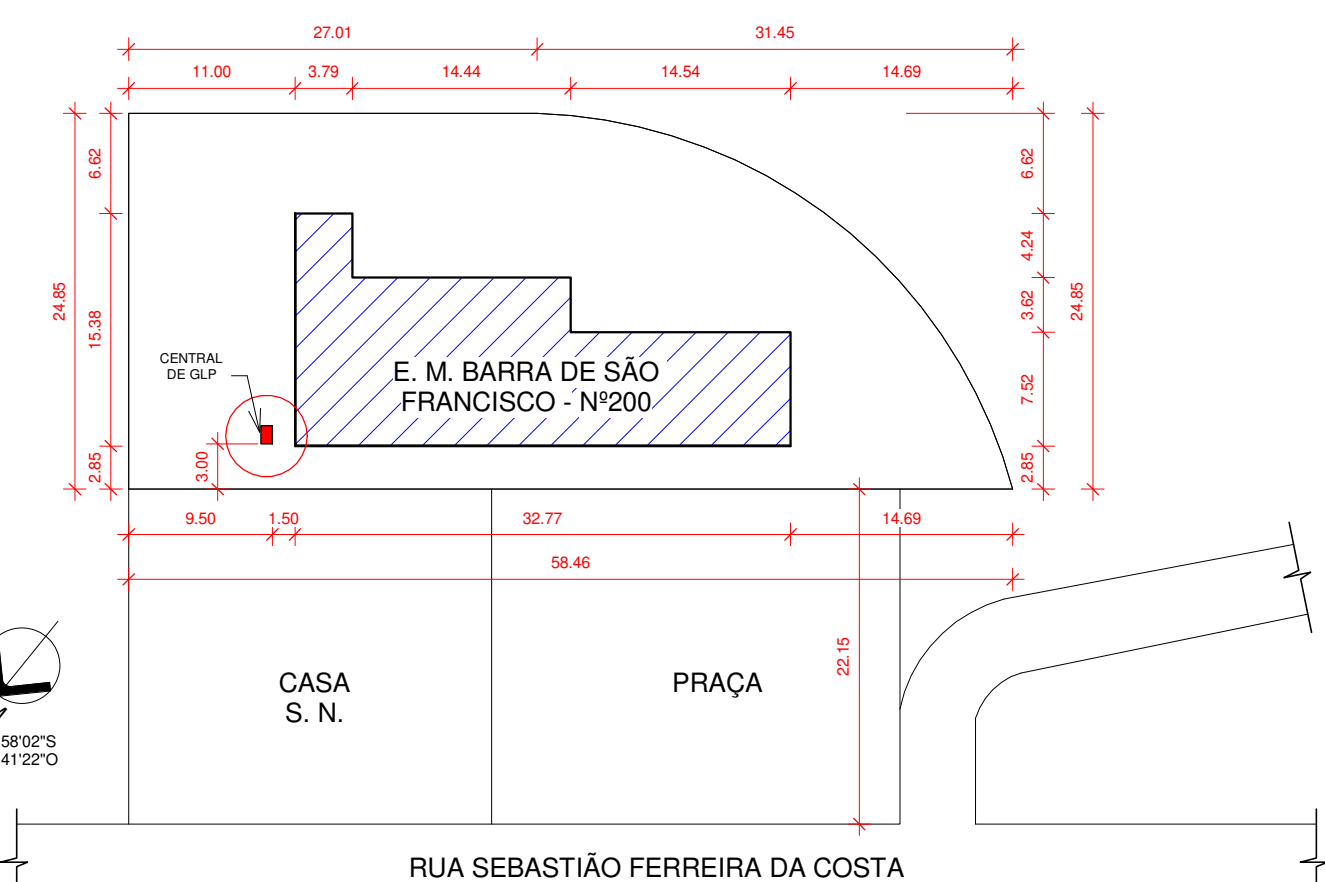 27.01 31.45
11.00 3.79 14.44 14.54 14.69
6.62 6.62
4.24
24.85 15.38 3.62 24.85
CENTRAL
DE GLP
E. M. BARRA DE SÃO
FRANCISCO - Nº200
7.52
2.85 3.00 2.85
9.50 1.50 32.77 14.69
58.46
22.15
CASA
S. N.
PRAÇA
58'02"S
41'22"O
RUA SEBASTIÃO FERREIRA DA COSTA